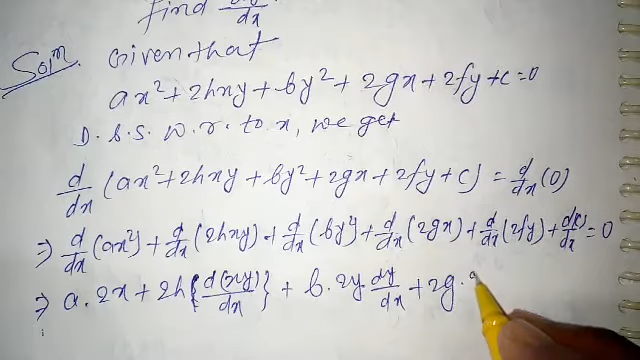 Find dy/dx
Solⁿ. Given that
ax² + 2hxy + by² + 2gx + 2fy + c = 0
D. b. s. w. r. to x, we get
d/dx (ax² + 2hxy + by² + 2gx + 2fy + c) = d/dx (0)
⇒ d/dx (ax²) + d/dx (2hxy) + d/dx (by²) + d/dx (2gx) + d/dx (2fy) + d(c)/dx = 0
⇒ a. 2x + 2h { d(xy)/dx } + b. 2y. dy/dx + 2g.